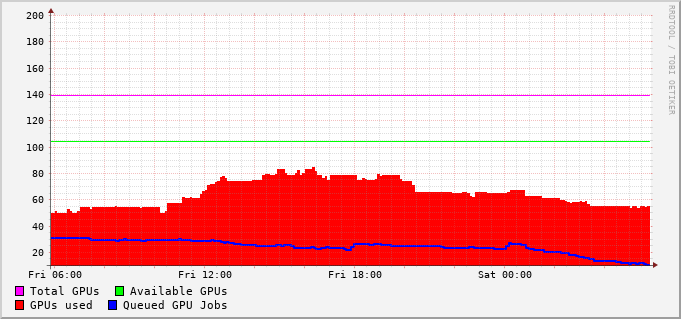 200
180
160
140
120
100
80
60
40
20
Fri 06:00 Fri 12:00 Fri 18:00 Sat 00:00
Total GPUs Available GPUs
GPUs used Queued GPU Jobs
RRDTOOL / TOBI OETIKER